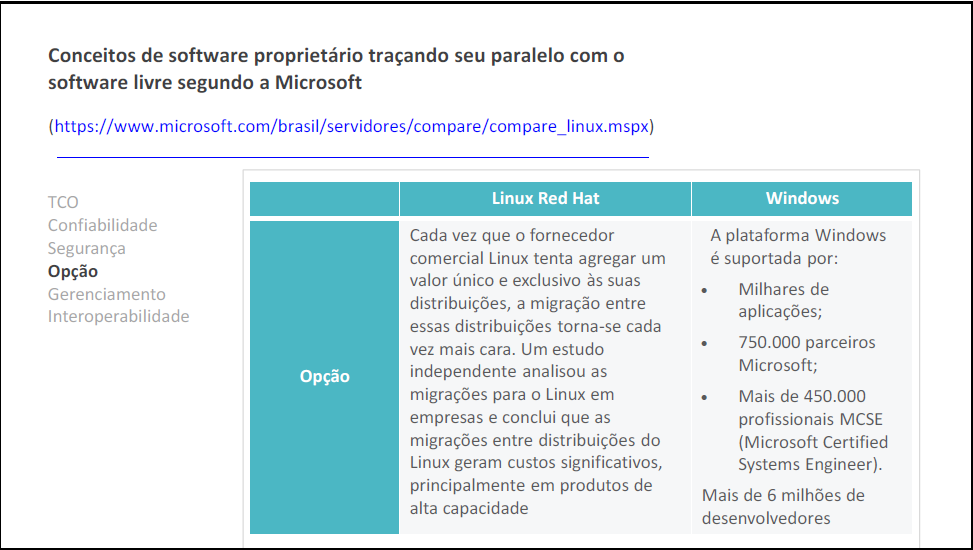 Conceitos de software proprietário traçando seu paralelo com o
software livre segundo a Microsoft
(https://www.microsoft.com/brasil/servidores/compare/compare_linux.mspx)
TCO
Confiabilidade
Segurança
Opção
Gerenciamento
Interoperabilidade
Linux Red Hat
Windows
Opção
Cada vez que o fornecedor
comercial Linux tenta agregar um
valor único e exclusivo às suas
distribuições, a migração entre
essas distribuições torna-se cada
vez mais cara. Um estudo
independente analisou as
migrações para o Linux em
empresas e conclui que as
migrações entre distribuições do
Linux geram custos significativos,
principalmente em produtos de
alta capacidade
A plataforma Windows
é suportada por:
• Milhares de
aplicações;
• 750.000 parceiros
Microsoft;
• Mais de 450.000
profissionais MCSE
(Microsoft Certified
Systems Engineer).
Mais de 6 milhões de
desenvolvedores